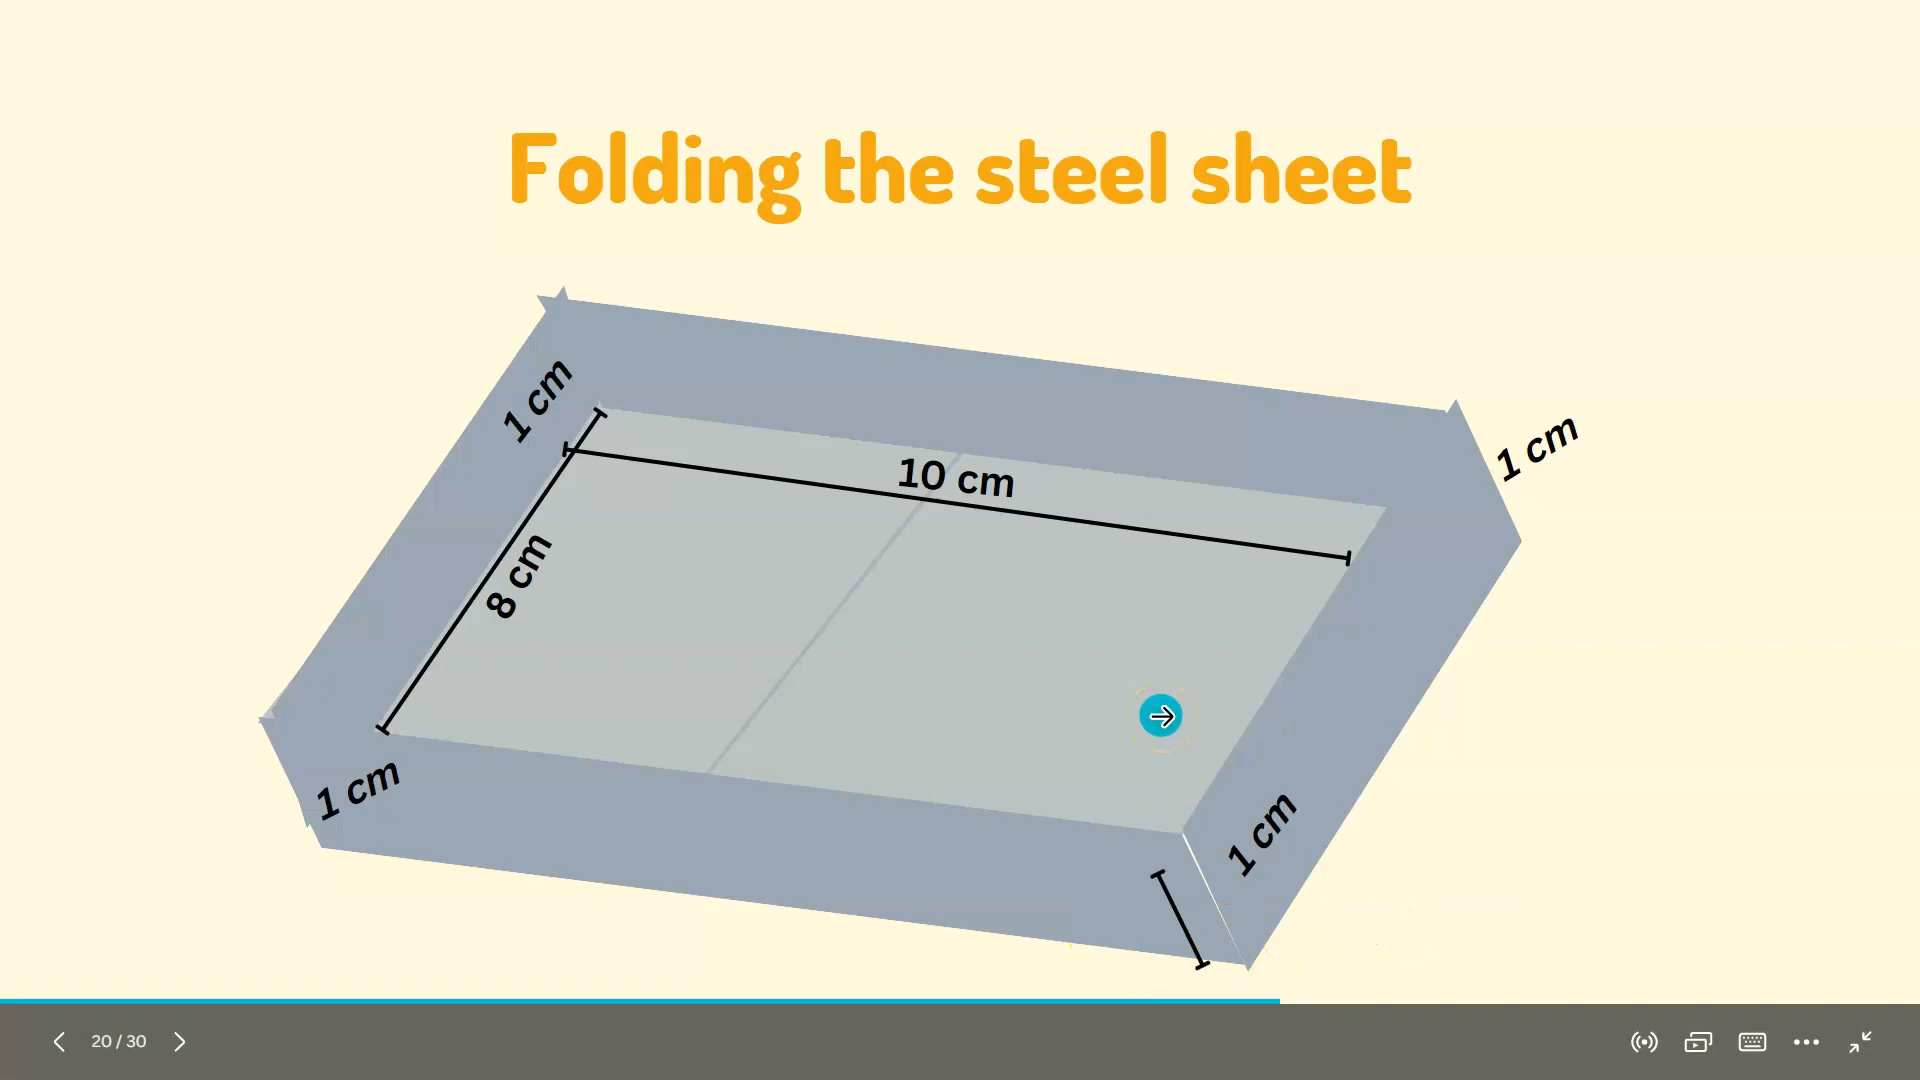 Folding the steel sheet
1 cm
1 cm
10 cm
8 cm
1 cm
1 cm
20 / 30